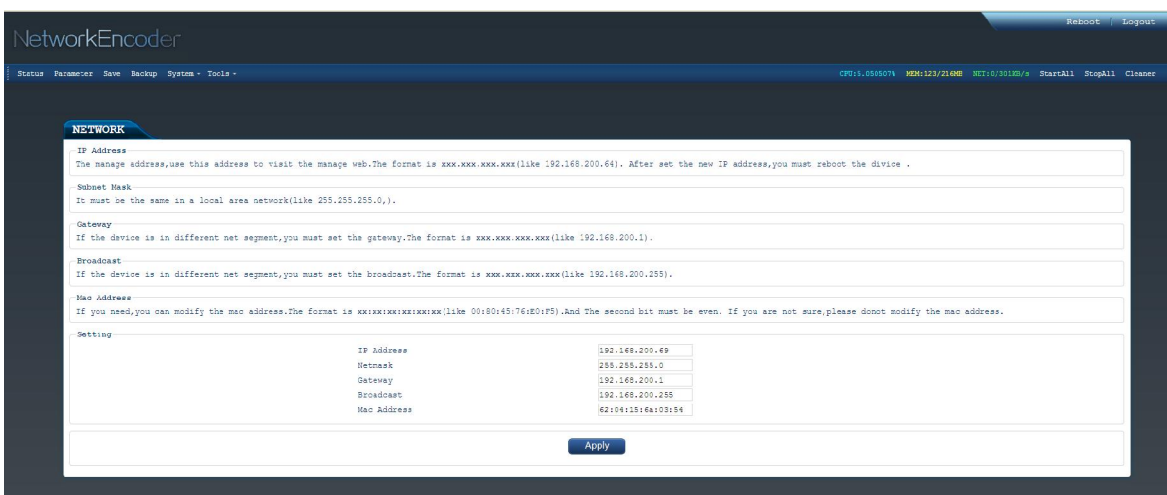 Reboot | Logout
NetworkEncoder
Status Parameter Save Backup System Tools CPU:5.050507% MEM:123/216MB NET:0/301KB/s StartAll StopAll Cleaner
NETWORK
IP Address
The manage address,use this address to visit the manage web.The format is xxx.xxx.xxx.xxx(like 192.168.200.64). After set the new IP address,you must reboot the divice .
Subnet Mask
It must be the same in a local area network(like 255.255.255.0,).
Gateway
If the device is in different net segment,you must set the gateway.The format is xxx.xxx.xxx.xxx(like 192.168.200.1).
Broadcast
If the device is in different net segment,you must set the broadcast.The format is xxx.xxx.xxx.xxx(like 192.168.200.255).
Mac Address
If you need,you can modify the mac address.The format is xx:xx:xx:xx:xx:xx(like 00:80:45:76:E0:F5).And The second bit must be even. If you are not sure,please donot modify the mac address.
Setting
IP Address 192.168.200.69
Netmask 255.255.255.0
Gateway 192.168.200.1
Broadcast 192.168.200.255
Mac Address 62:04:15:6a:03:54
Apply